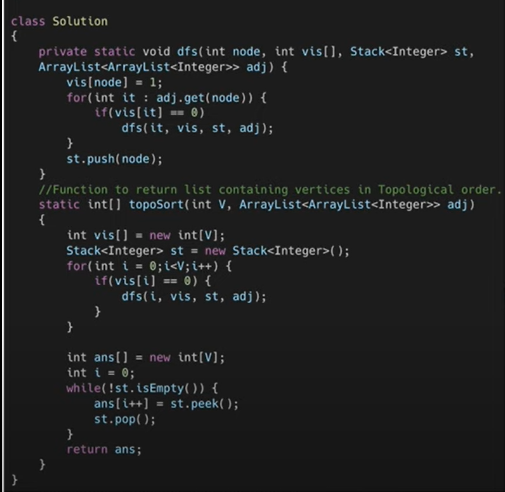 class Solution
{
    private static void dfs(int node, int vis[], Stack<Integer> st,
    ArrayList<ArrayList<Integer>> adj) {
        vis[node] = 1;
        for(int it : adj.get(node)) {
            if(vis[it] == 0)
                dfs(it, vis, st, adj);
        }
        st.push(node);
    }
    //Function to return list containing vertices in Topological order.
    static int[] topoSort(int V, ArrayList<ArrayList<Integer>> adj)
    {
        int vis[] = new int[V];
        Stack<Integer> st = new Stack<Integer>();
        for(int i = 0;i<V;i++) {
            if(vis[i] == 0) {
                dfs(i, vis, st, adj);
            }
        }

        int ans[] = new int[V];
        int i = 0;
        while(!st.isEmpty()) {
            ans[i++] = st.peek();
            st.pop();
        }
        return ans;
    }
}